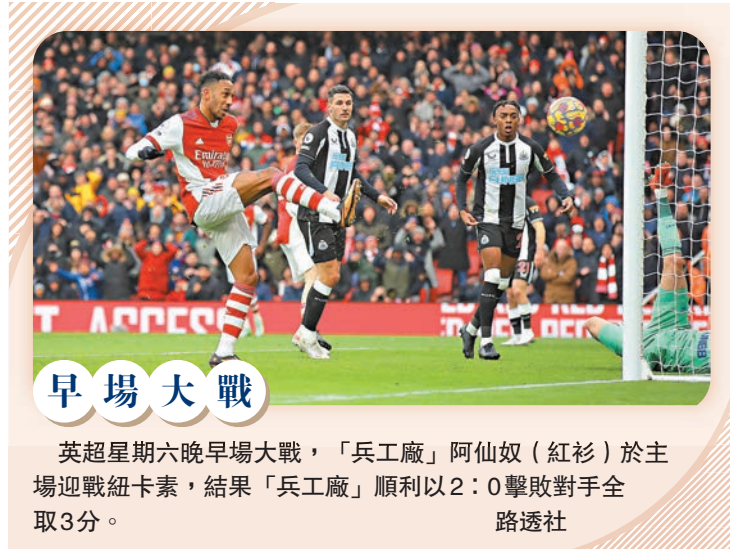 Emirates
T ACCESS
早場大戰
英超星期六晚早場大戰，「兵工廠」阿仙奴（紅衫）於主
場迎戰紐卡素，結果「兵工廠」順利以2：0擊敗對手全
取3分。 路透社